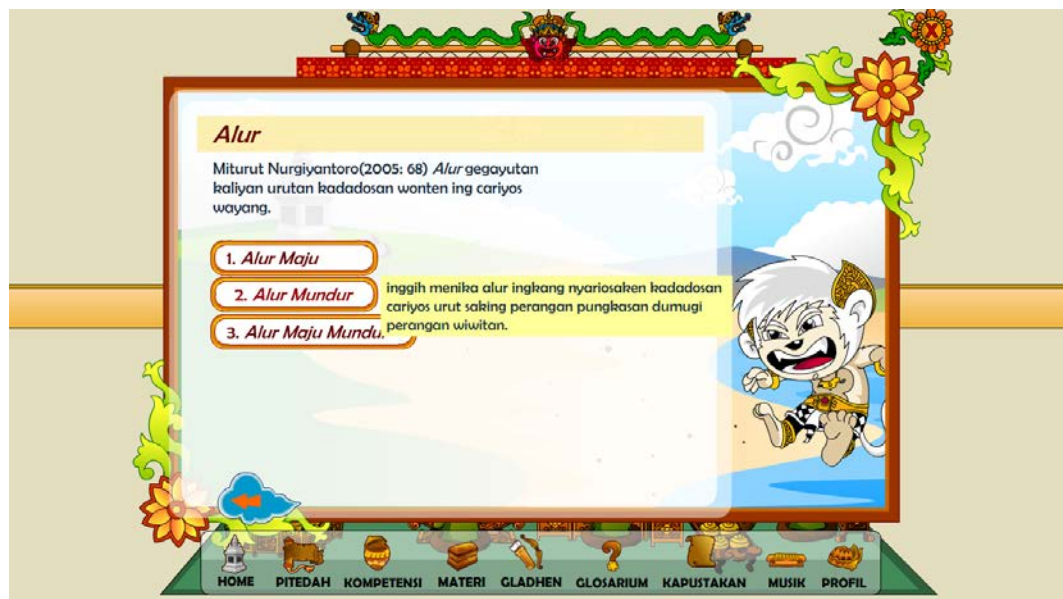 X
Alur
Miturut Nurgiyantoro(2005: 68) Alur gegayutan
kaliyan urutan kadadosan wonten ing cariyos
wayang.
1. Alur Maju
2. Alur Mundur
3. Alur Maju Mundu
inggih menika alur ingkang nyariosaken kadadosan
cariyos urut saking perangan pungkasan dumugi
perangan wiwitan.
HOME PITEDAH KOMPETENSI MATERI GLADHEN GLOSARIUM KAPUSTAKAN MUSIK PROFIL